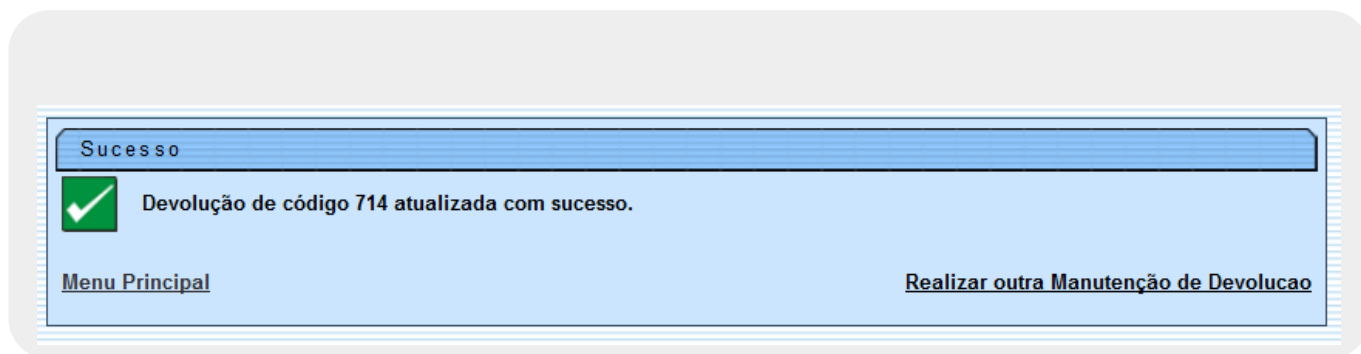 Sucesso
Devolução de código 714 atualizada com sucesso.
Menu Principal
Realizar outra Manutenção de Devolucao